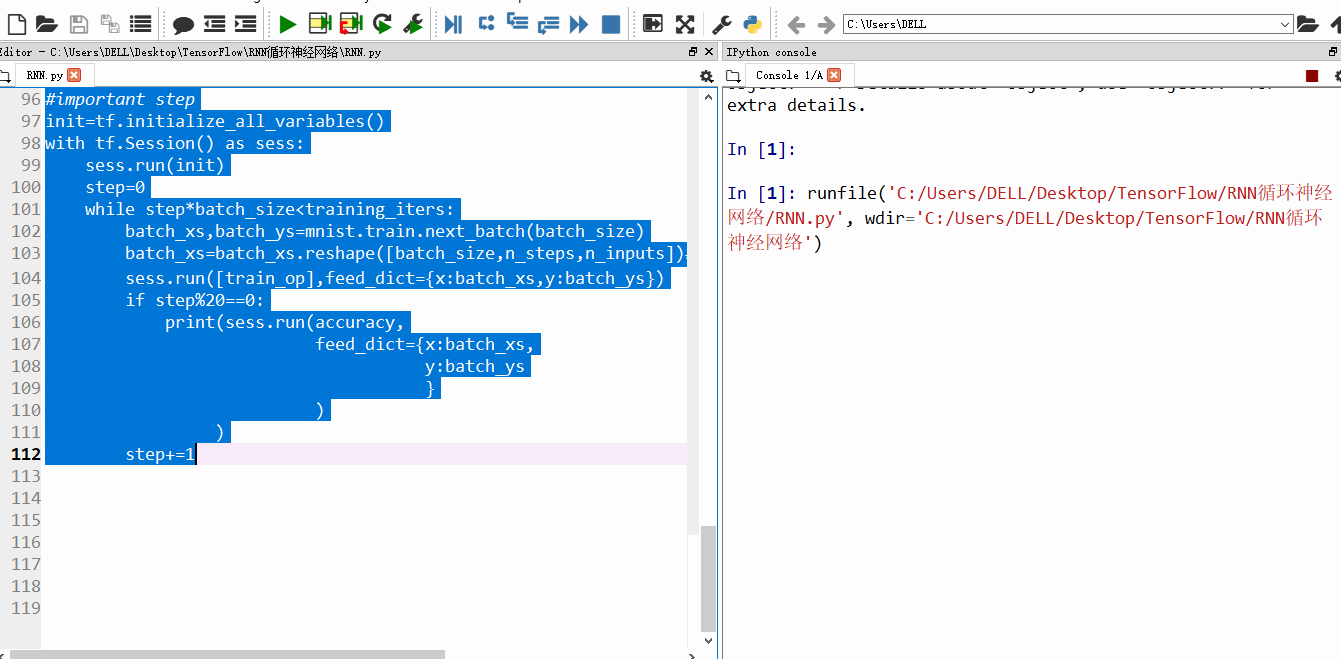 C:\Users\DELL
Editor - C:\Users\DELL\Desktop\TensorFlow\RNN循环神经网络\RNN.py
IPython console
RNN.py
Console 1/A
96 #important step
97 init=tf.initialize_all_variables()
98 with tf.Session() as sess:
99 sess.run(init)
100 step=0
101 while step*batch_size<training_iters:
102 batch_xs,batch_ys=mnist.train.next_batch(batch_size)
103 batch_xs=batch_xs.reshape([batch_size,n_steps,n_inputs])
104 sess.run([train_op],feed_dict={x:batch_xs,y:batch_ys})
105 if step%20==0:
106 print(sess.run(accuracy,
107 feed_dict={x:batch_xs,
108 y:batch_ys
109 }
110 )
111 )
112 step+=1
113
114
115
116
117
118
119
extra details.
In [1]:
In [1]: runfile('C:/Users/DELL/Desktop/TensorFlow/RNN循环神经
网络/RNN.py', wdir='C:/Users/DELL/Desktop/TensorFlow/RNN循环
神经网络')